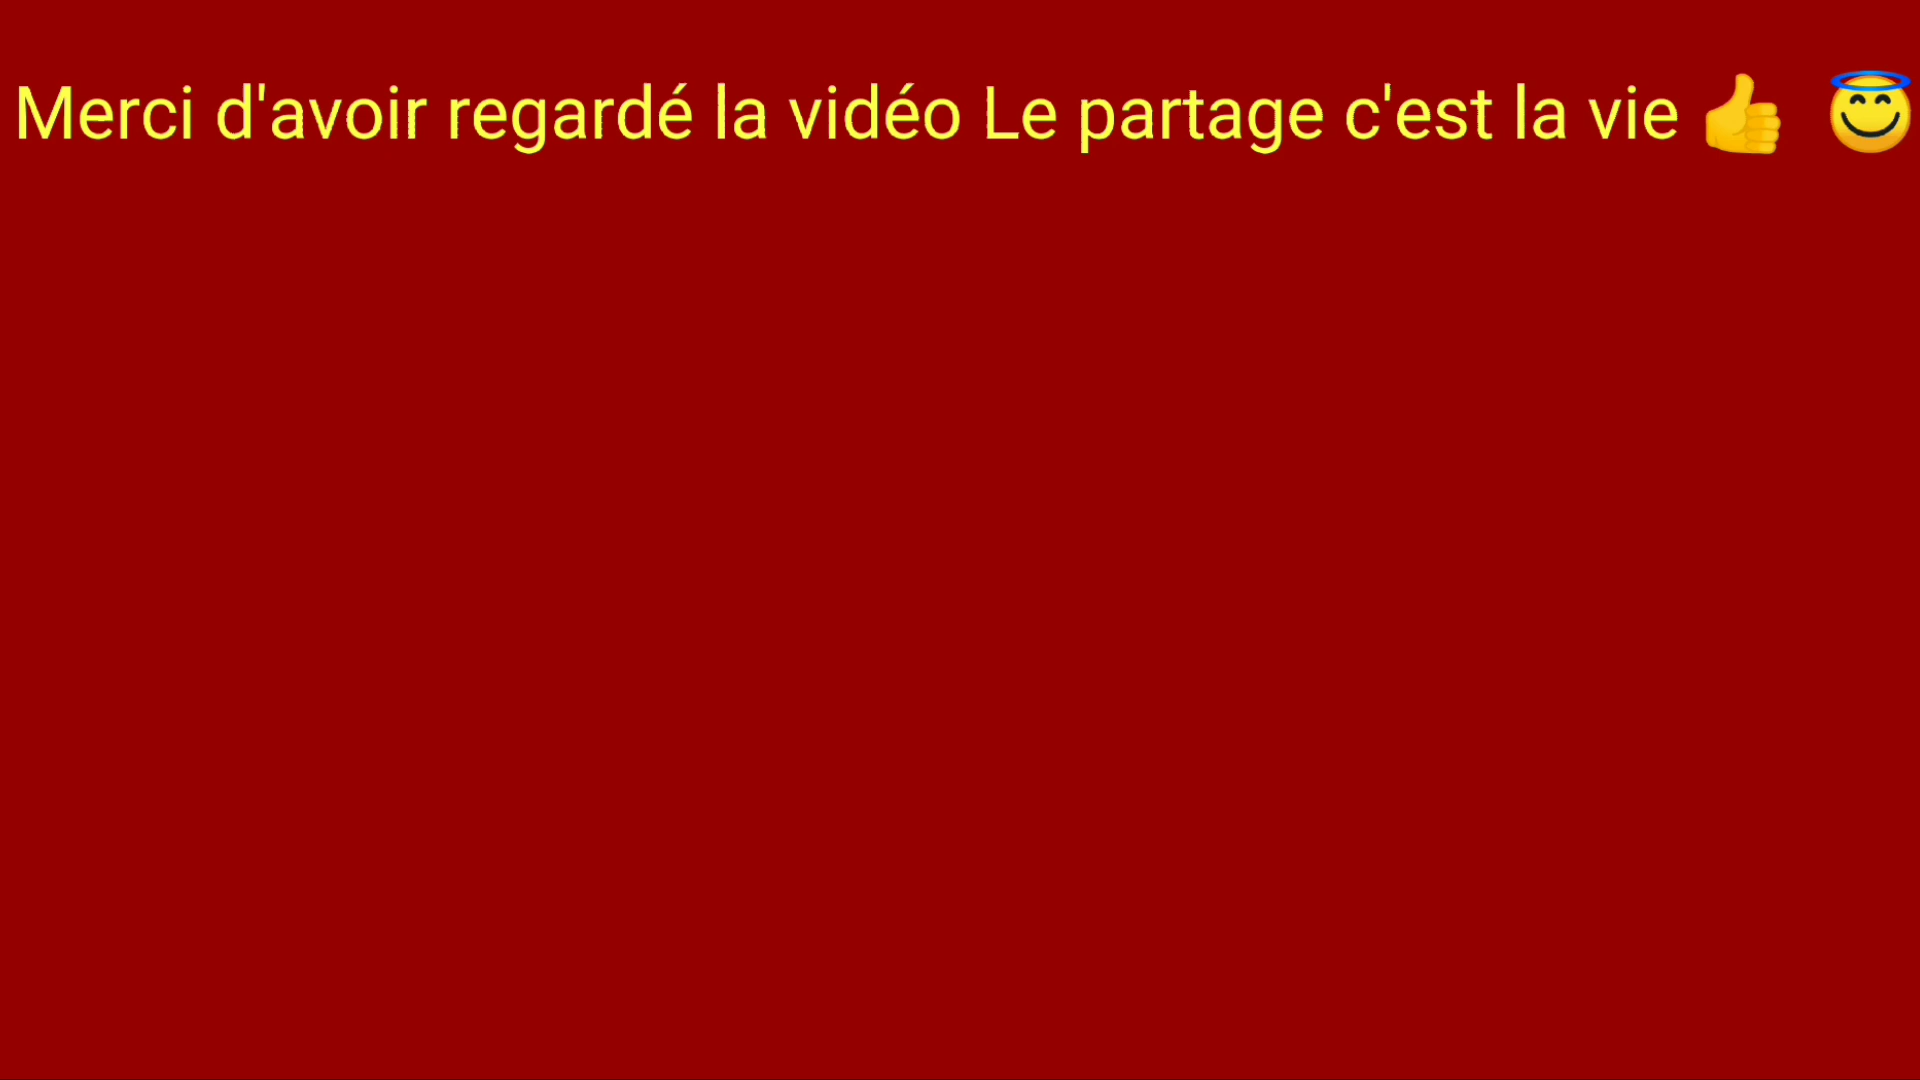 Merci d'avoir regardé la vidéo Le partage c'est la vie 👍 😇